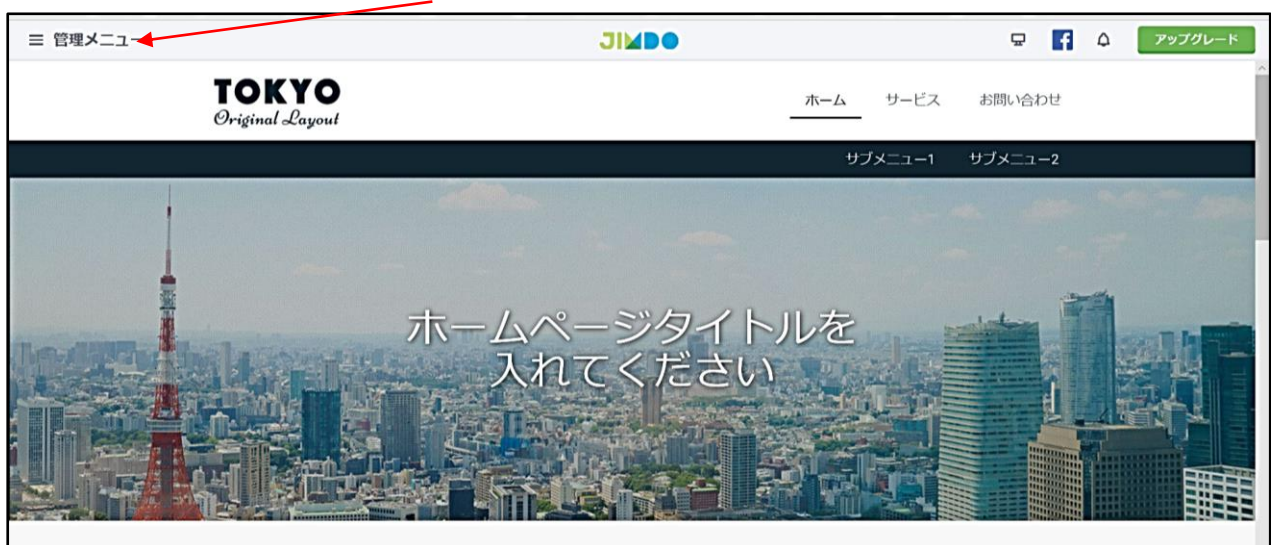 管理メニュー
JIMDO
アップグレード
TOKYO
Original Layout
ホーム サービス お問い合わせ
サブメニュー1 サブメニュー2
ホームページタイトルを
入れてください